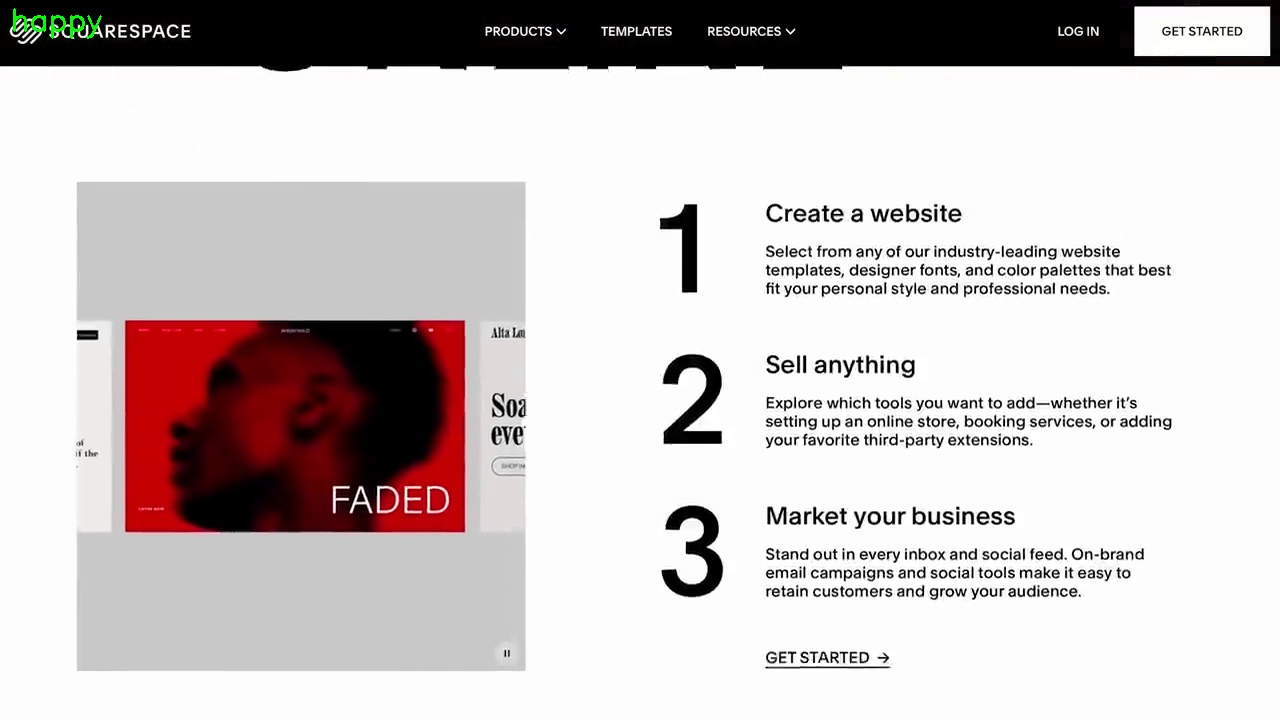 happy
SQUARESPACE
PRODUCTS
TEMPLATES
RESOURCES
LOG IN
GET STARTED
1
Create a website
Select from any of our industry-leading website
templates, designer fonts, and color palettes that best
fit your personal style and professional needs.
2
Sell anything
Explore which tools you want to add—whether it's
setting up an online store, booking services, or adding
your favorite third-party extensions.
3
Market your business
Stand out in every inbox and social feed. On-brand
email campaigns and social tools make it easy to
retain customers and grow your audience.
GET STARTED →
of
if the
FADED
Alta